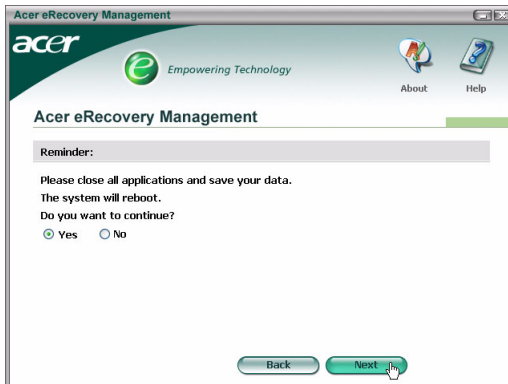 Acer eRecovery Management
acer
e Empowering Technology
About
Help
Acer eRecovery Management
Reminder:
Please close all applications and save your data.
The system will reboot.
Do you want to continue?
Yes No
Back Next